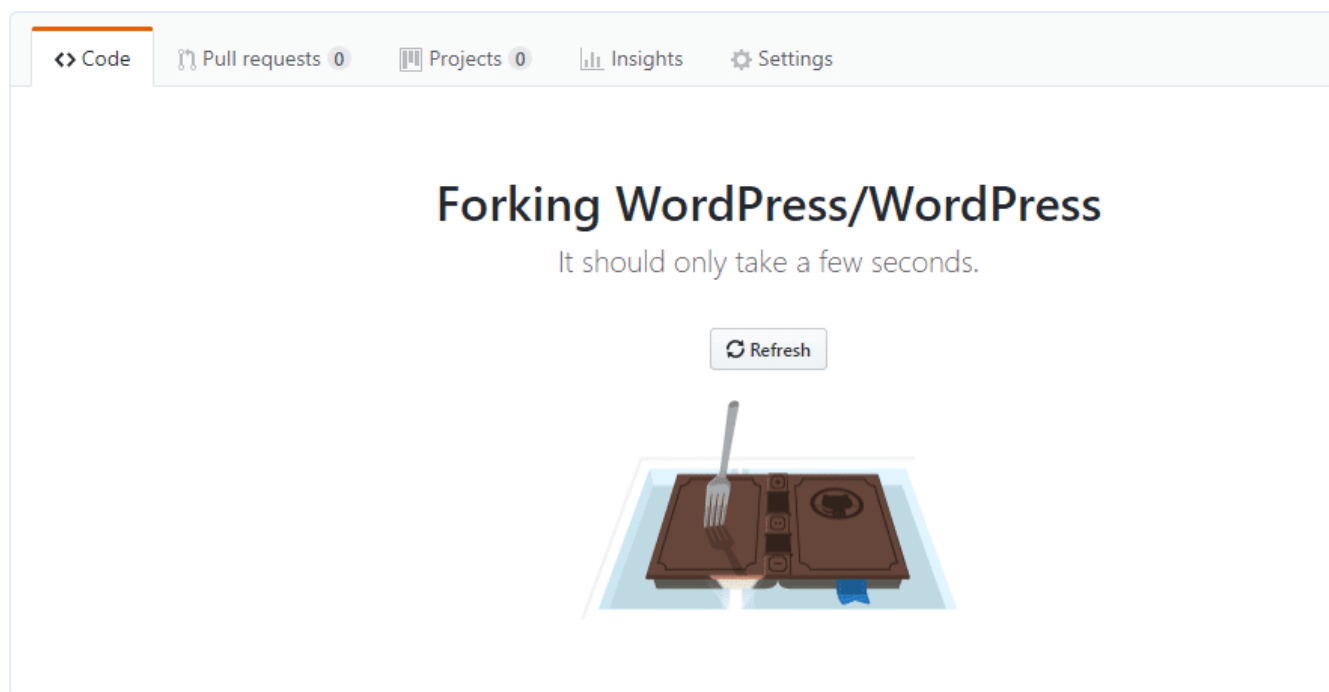 Code Pull requests 0 Projects 0 Insights Settings
Forking WordPress/WordPress
It should only take a few seconds.
Refresh